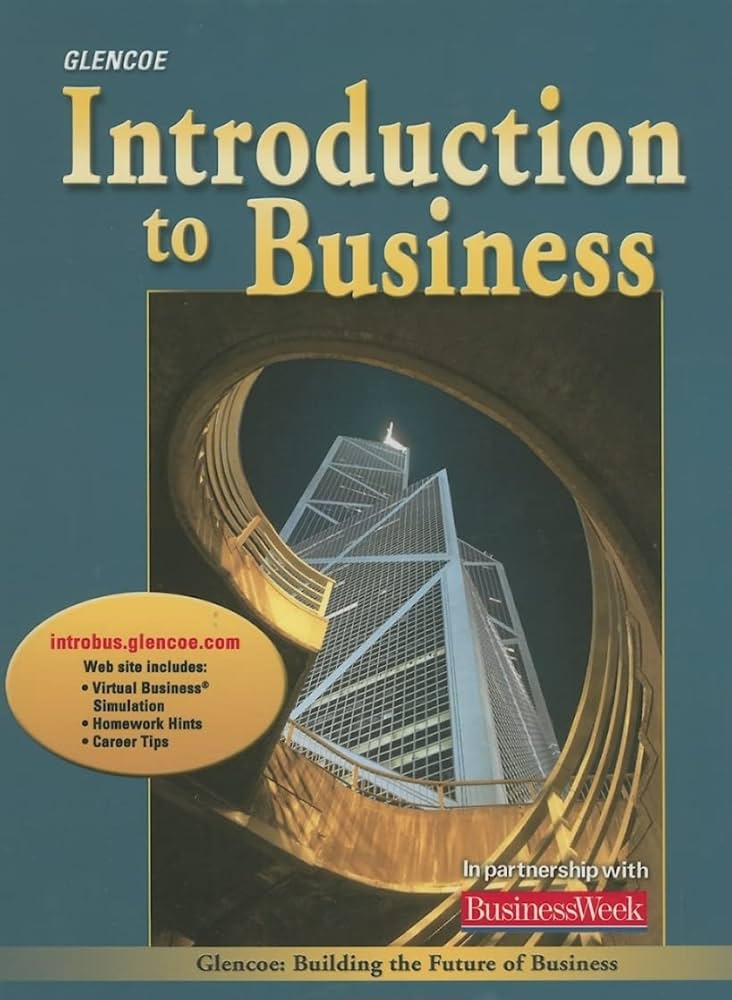 GLENCOE
Introduction
to Business
introbus.glencoe.com
Web site includes:
• Virtual Business®
Simulation
• Homework Hints
• Career Tips
In partnership with
BusinessWeek
Glencoe: Building the Future of Business